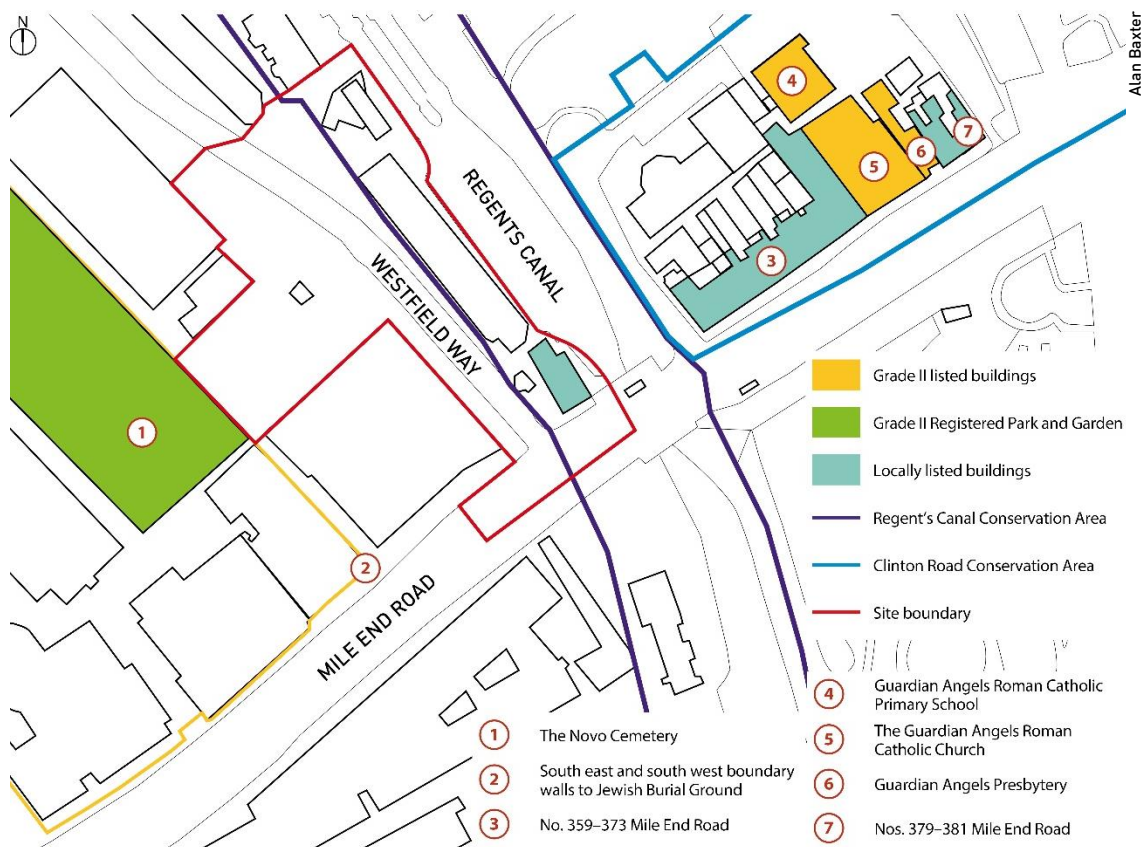 N
Alan Baxter
4
7
5
6
3
REGENTS CANAL
WESTFIELD WAY
1
2
MILE END ROAD
Grade II listed buildings
Grade II Registered Park and Garden
Locally listed buildings
Regent's Canal Conservation Area
Clinton Road Conservation Area
Site boundary
1 The Novo Cemetery
2 South east and south west boundary
walls to Jewish Burial Ground
3 No. 359–373 Mile End Road
4 Guardian Angels Roman Catholic
Primary School
5 The Guardian Angels Roman
Catholic Church
6 Guardian Angels Presbytery
7 Nos. 379–381 Mile End Road